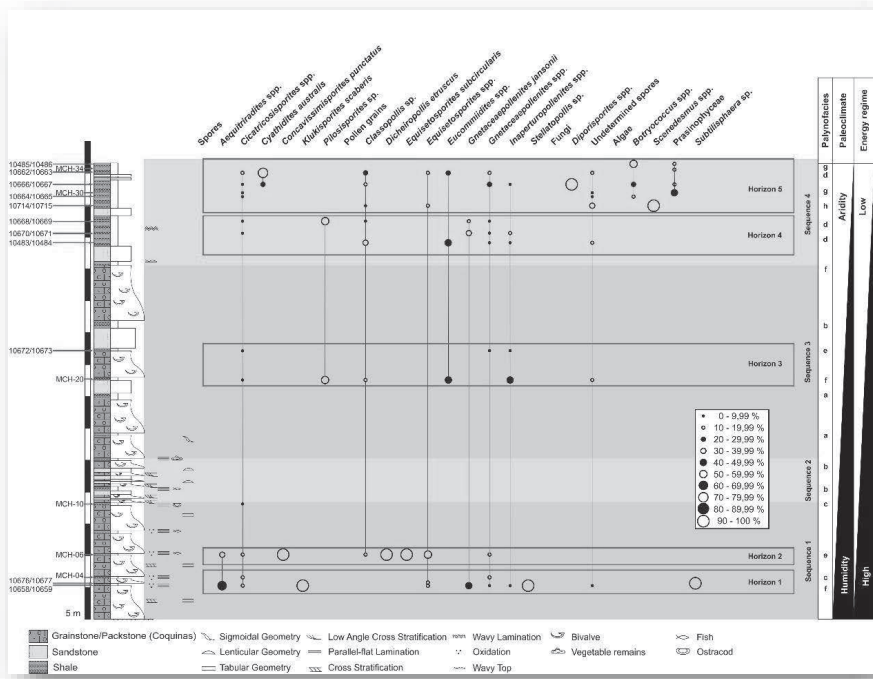 Spores
Aequitriradites spp.
Cicatricosisporites spp.
Cyathidites australis
Concavissimisporites punctatus
Klukisporites scaberis
Pilosisporites sp.
Pollen grains
Classopollis sp.
Dicheiropollis etruscus
Equisetosporites subcircularis
Equisetosporites spp.
Eucommiidites spp.
Gnetaceaepollenites jansonii
Gnetaceaepollenites spp.
Inaperturopollenites spp.
Stellatopollis sp.
Fungi
Diporisporites spp.
Undetermined spores
Algae
Botryococcus spp.
Scenedesmus spp.
Prasinophyceae
Subtilisphaera sp.
Palynofacies
Paleoclimate
Energy regime
10485/10486
MCH-34
10662/10663
10666/10667
MCH-30
10664/10665
10714/10715
10668/10669
10670/10671
10483/10484
10672/10673
MCH-20
MCH-10
MCH-06
MCH-04
10676/10677
10658/10659
5 m
Horizon 5
Horizon 4
Horizon 3
Horizon 2
Horizon 1
Sequence 4
Sequence 3
Sequence 2
Sequence 1
g
d
g
h
d
d
f
b
e
f
a
a
b
b
c
e
c
f
Aridity
Humidity
Low
High
0 - 9,99 %
10 - 19,99 %
20 - 29,99 %
30 - 39,99 %
40 - 49,99 %
50 - 59,99 %
60 - 69,99 %
70 - 79,99 %
80 - 89,99 %
90 - 100 %
Grainstone/Packstone (Coquinas)
Sandstone
Shale
Sigmoidal Geometry
Lenticular Geometry
Tabular Geometry
Low Angle Cross Stratification
Parallel-flat Lamination
Cross Stratification
Wavy Lamination
Oxidation
Wavy Top
Bivalve
Vegetable remains
Fish
Ostracod